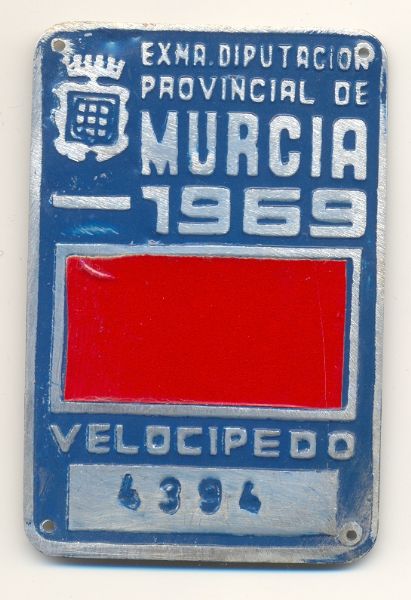 EXMA. DIPUTACION
PROVINCIAL DE
MURCIA
1969
VELOCIPEDO
4394